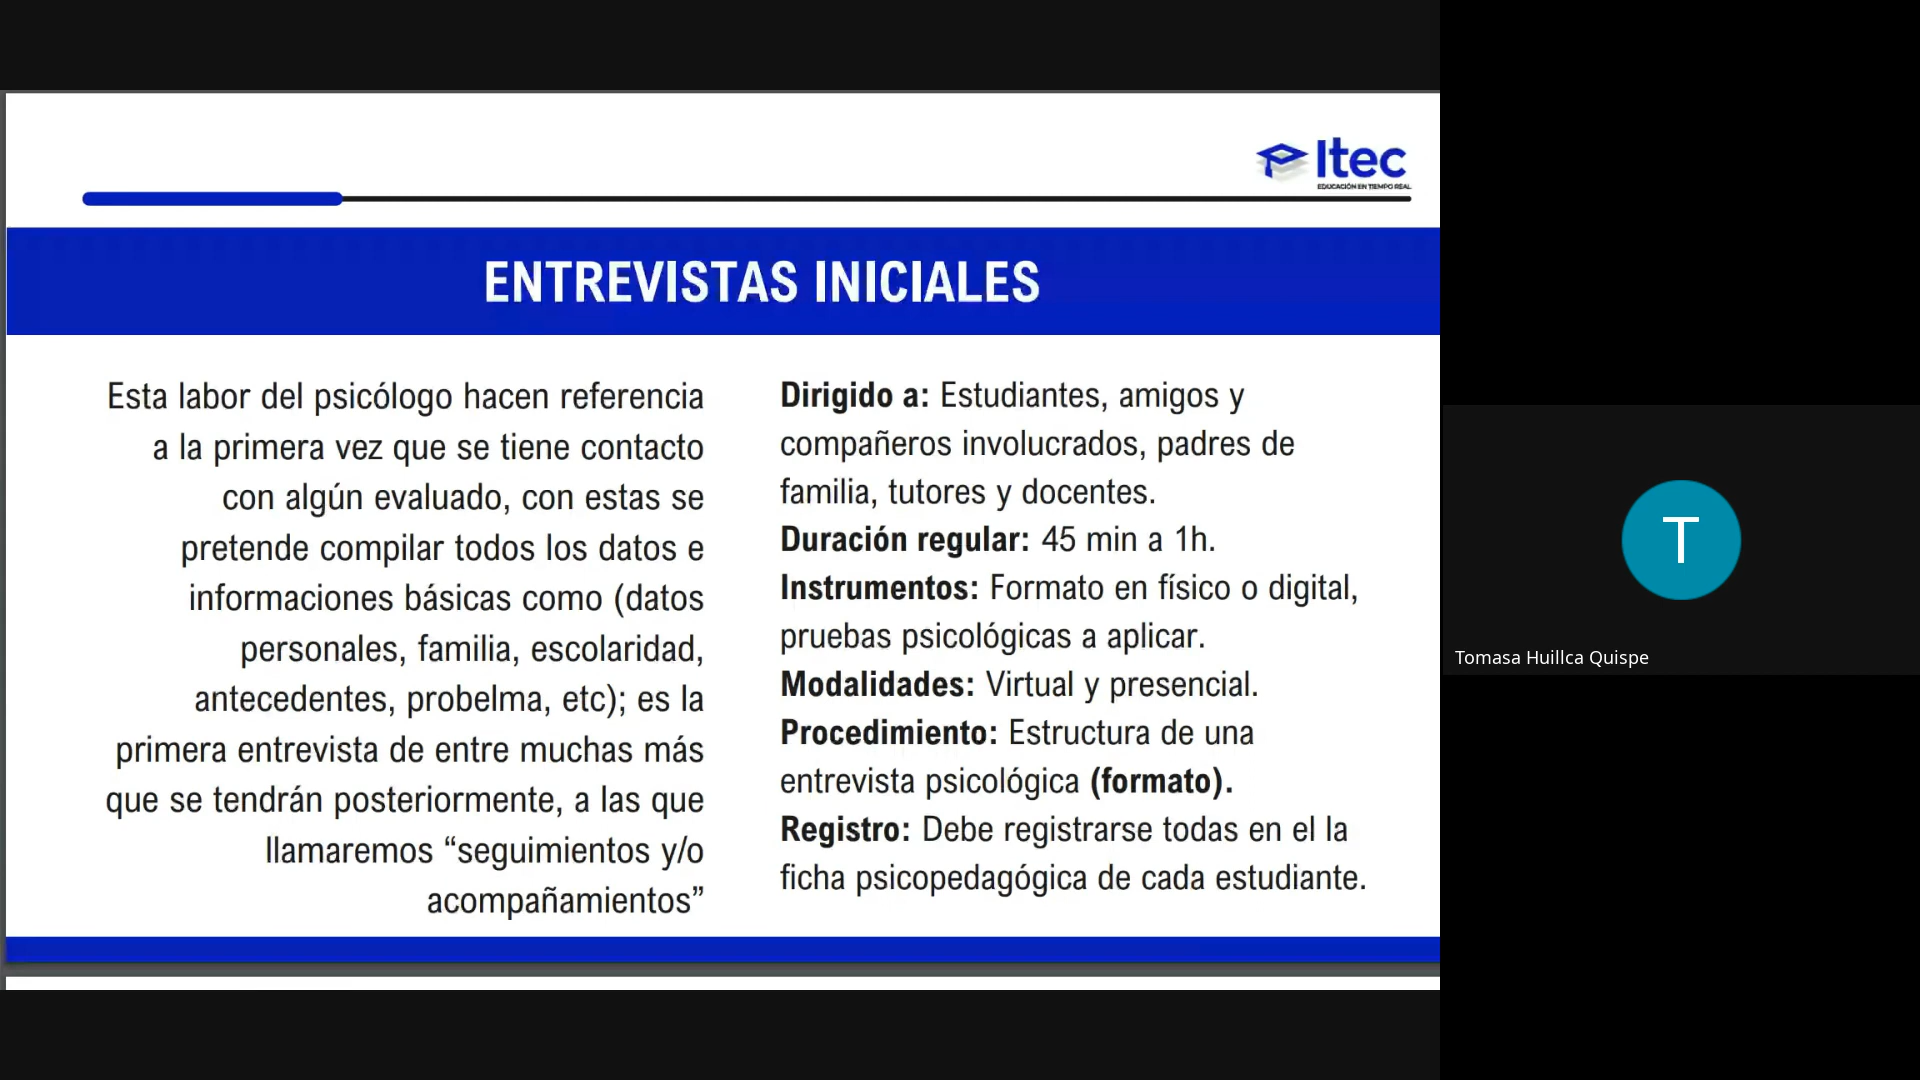 Itec
EDUCACIÓN EN TIEMPO REAL
ENTREVISTAS INICIALES
Esta labor del psicólogo hacen referencia
a la primera vez que se tiene contacto
con algún evaluado, con estas se
pretende compilar todos los datos e
informaciones básicas como (datos
personales, familia, escolaridad,
antecedentes, probelma, etc); es la
primera entrevista de entre muchas más
que se tendrán posteriormente, a las que
llamaremos “seguimientos y/o
acompañamientos”
Dirigido a: Estudiantes, amigos y
compañeros involucrados, padres de
familia, tutores y docentes.
Duración regular: 45 min a 1h.
Instrumentos: Formato en físico o digital,
pruebas psicológicas a aplicar.
Modalidades: Virtual y presencial.
Procedimiento: Estructura de una
entrevista psicológica (formato).
Registro: Debe registrarse todas en el la
ficha psicopedagógica de cada estudiante.
T
Tomasa Huillca Quispe